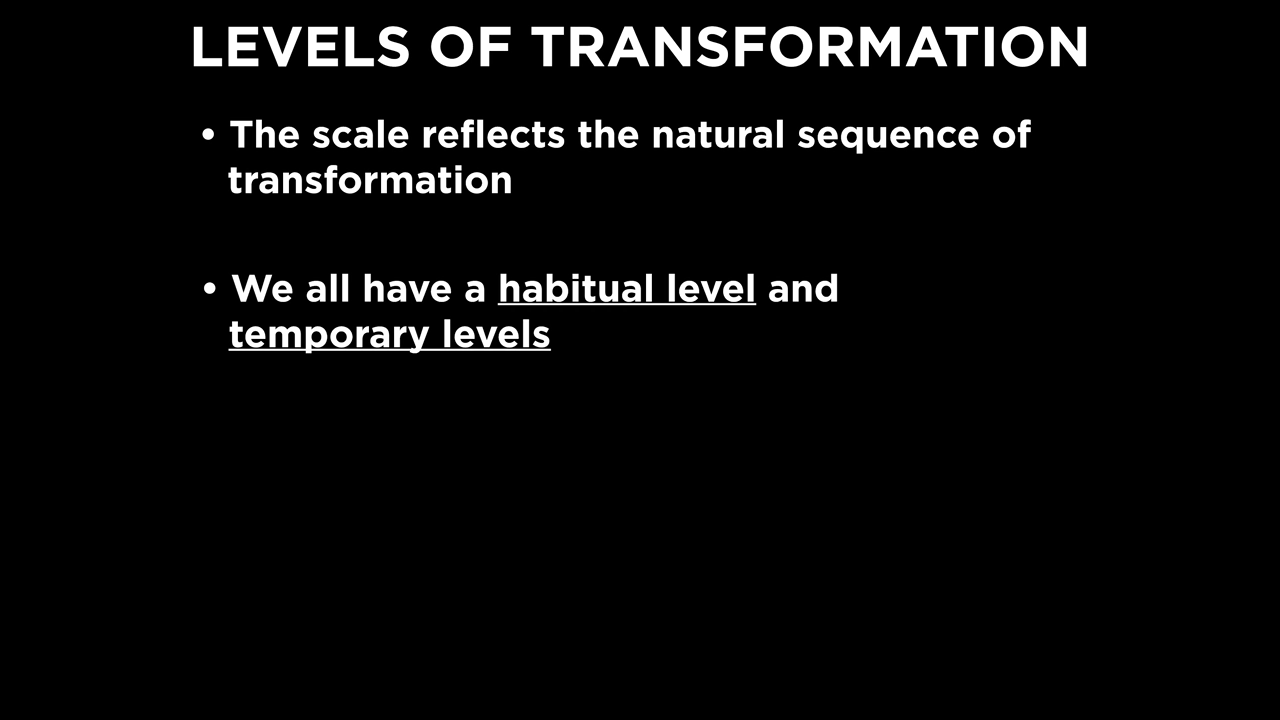 LEVELS OF TRANSFORMATION
• The scale reflects the natural sequence of
transformation
• We all have a habitual level and
temporary levels